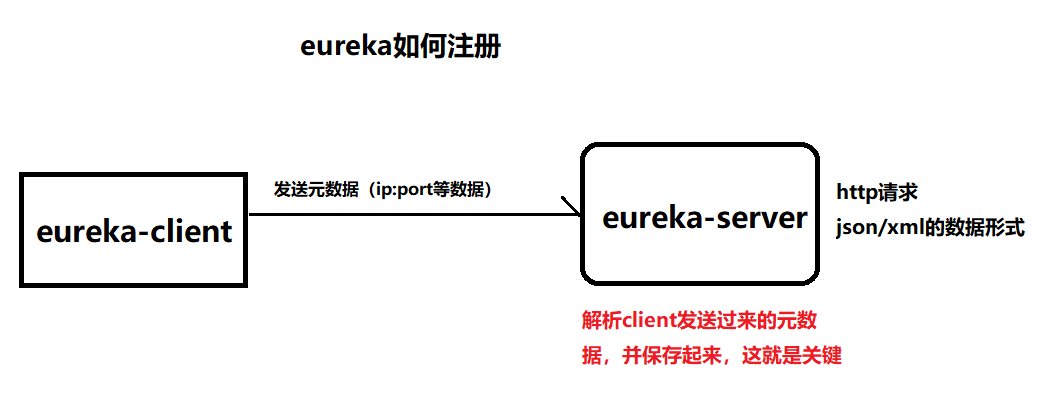 eureka如何注册
发送元数据（ip:port等数据）
eureka-client
eureka-server
http请求
json/xml的数据形式
解析client发送过来的元数
据，并保存起来，这就是关键